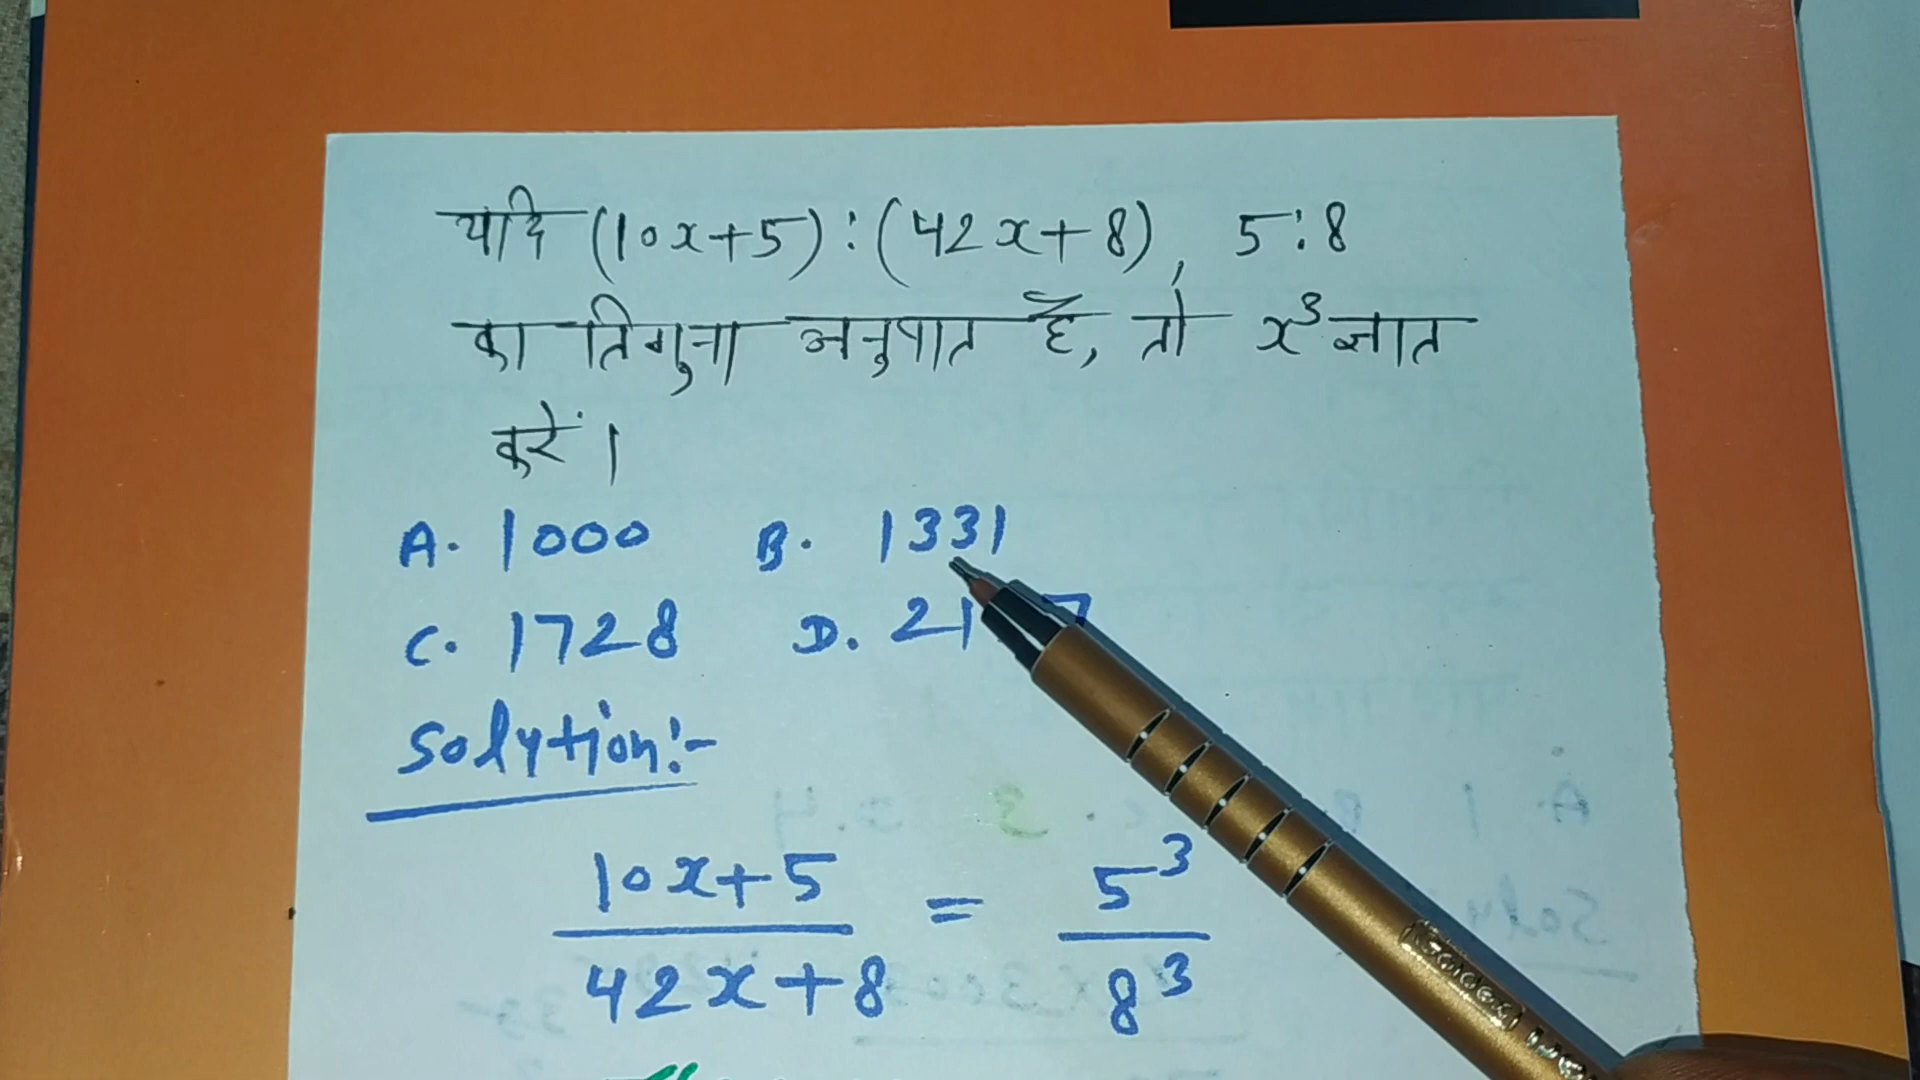 यदि (10x+5):(42x+8), 5:8
का तिगुना अनुपात है, तो x³ ज्ञात
करें।
A. 1000 B. 1331
C. 1728 D.
Solution:-
10x+5 = 5³
42x+8 8³